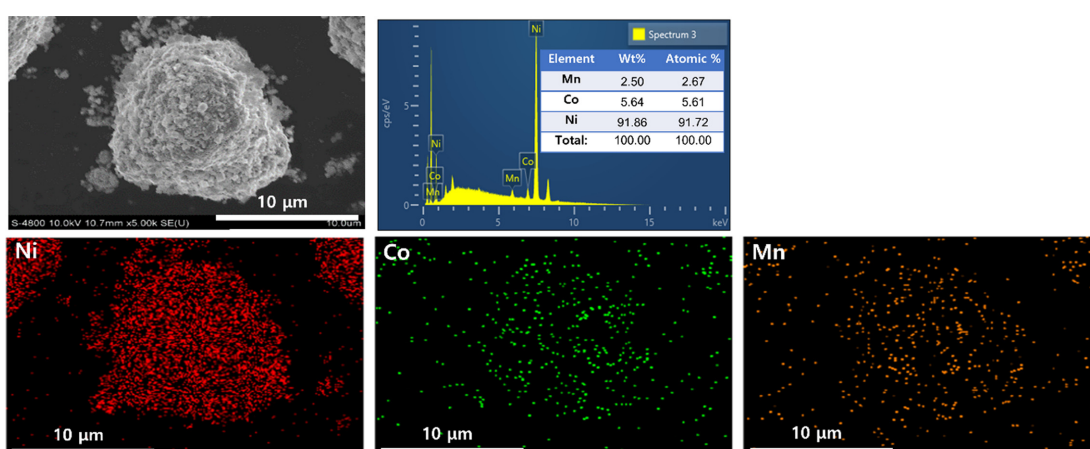 10 μm
S-4800 10.0kV 10.7mm x5.00k SE(U)
10.0um
Spectrum 3
Element Wt% Atomic %
Mn 2.50 2.67
Co 5.64 5.61
Ni 91.86 91.72
Total: 100.00 100.00
cps/eV
5
0
Ni
Ni
Co
Mn
Mn
Co
0 5 10 15 keV
Ni
10 μm
Co
10 μm
Mn
10 μm